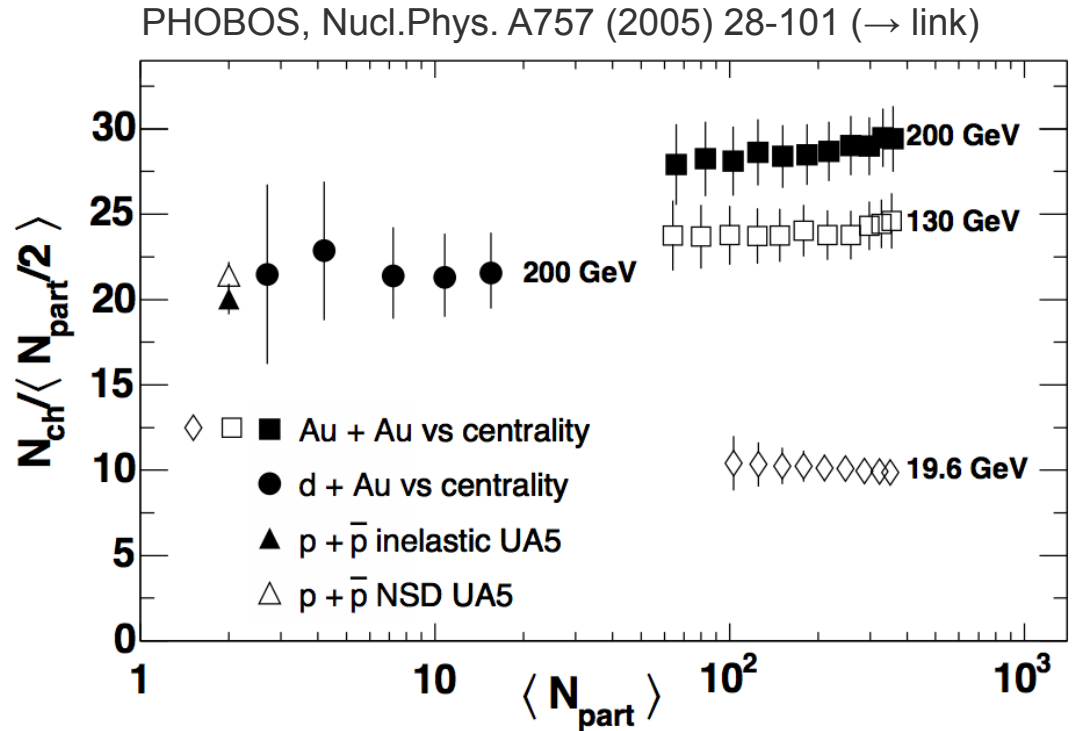 PHOBOS, Nucl.Phys. A757 (2005) 28-101 (→ link)
N_ch/⟨ N_part/2 ⟩
30
25
20
15
10
5
0
200 GeV
130 GeV
200 GeV
19.6 GeV
Au + Au vs centrality
d + Au vs centrality
p + p̅ inelastic UA5
p + p̅ NSD UA5
1
10
10²
10³
⟨ N_part ⟩